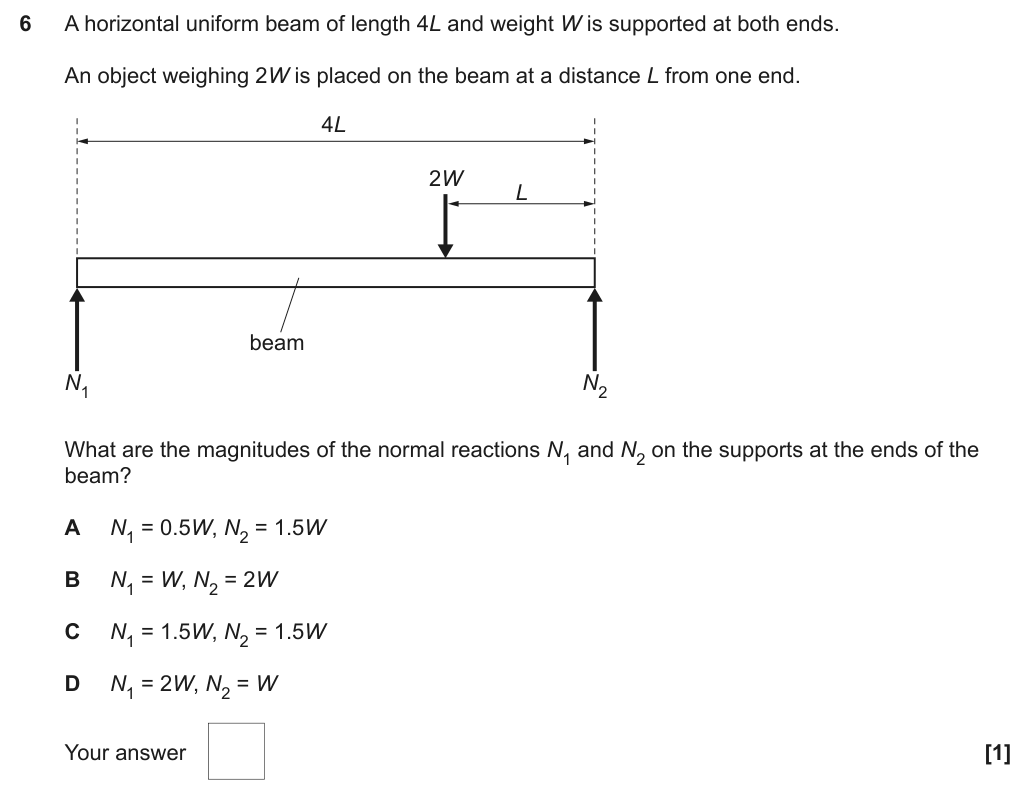 6 A horizontal uniform beam of length 4L and weight W is supported at both ends.
An object weighing 2W is placed on the beam at a distance L from one end.
4L
2W
L
beam
N₁
N₂
What are the magnitudes of the normal reactions N₁ and N₂ on the supports at the ends of the
beam?
A N₁ = 0.5W, N₂ = 1.5W
B N₁ = W, N₂ = 2W
C N₁ = 1.5W, N₂ = 1.5W
D N₁ = 2W, N₂ = W
Your answer [1]